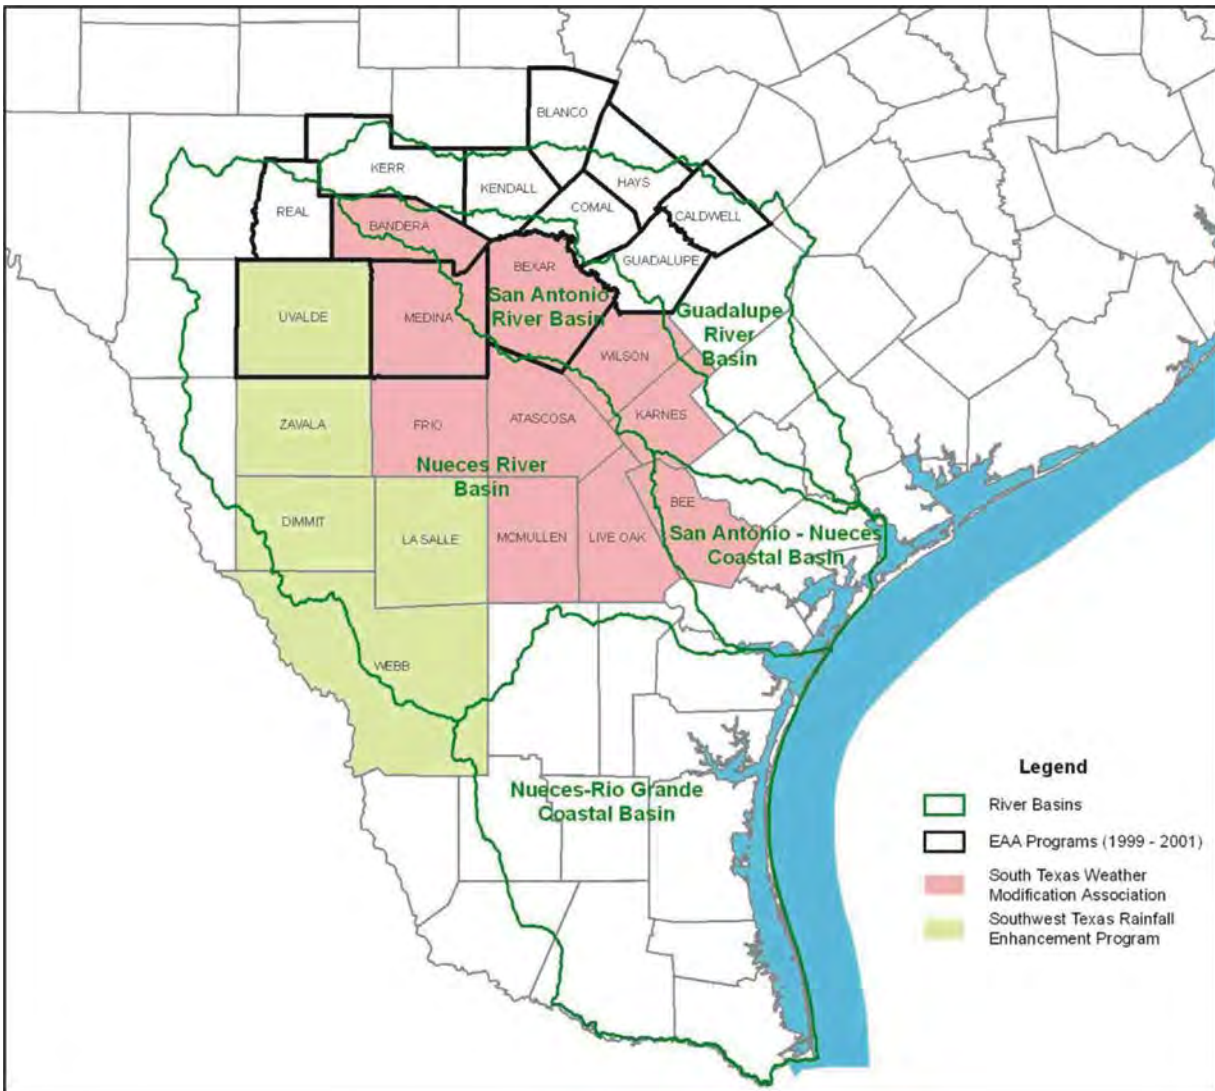 BLANCO
KERR
HAYS
KENDALL
COMAL
REAL
CALDWELL
BANDERA
GUADALUPE
BEXAR
San Antonio
River Basin
UVALDE
MEDINA
Guadalupe
River
Basin
WILSON
ZAVALA
FRIO
ATASCOSA
KARNES
Nueces River
Basin
BEE
DIMMIT
LA SALLE
MCMULLEN
LIVE OAK
San Antonio - Nueces
Coastal Basin
WEBB
Nueces-Rio Grande
Coastal Basin
Legend
River Basins
EAA Programs (1999 - 2001)
South Texas Weather
Modification Association
Southwest Texas Rainfall
Enhancement Program